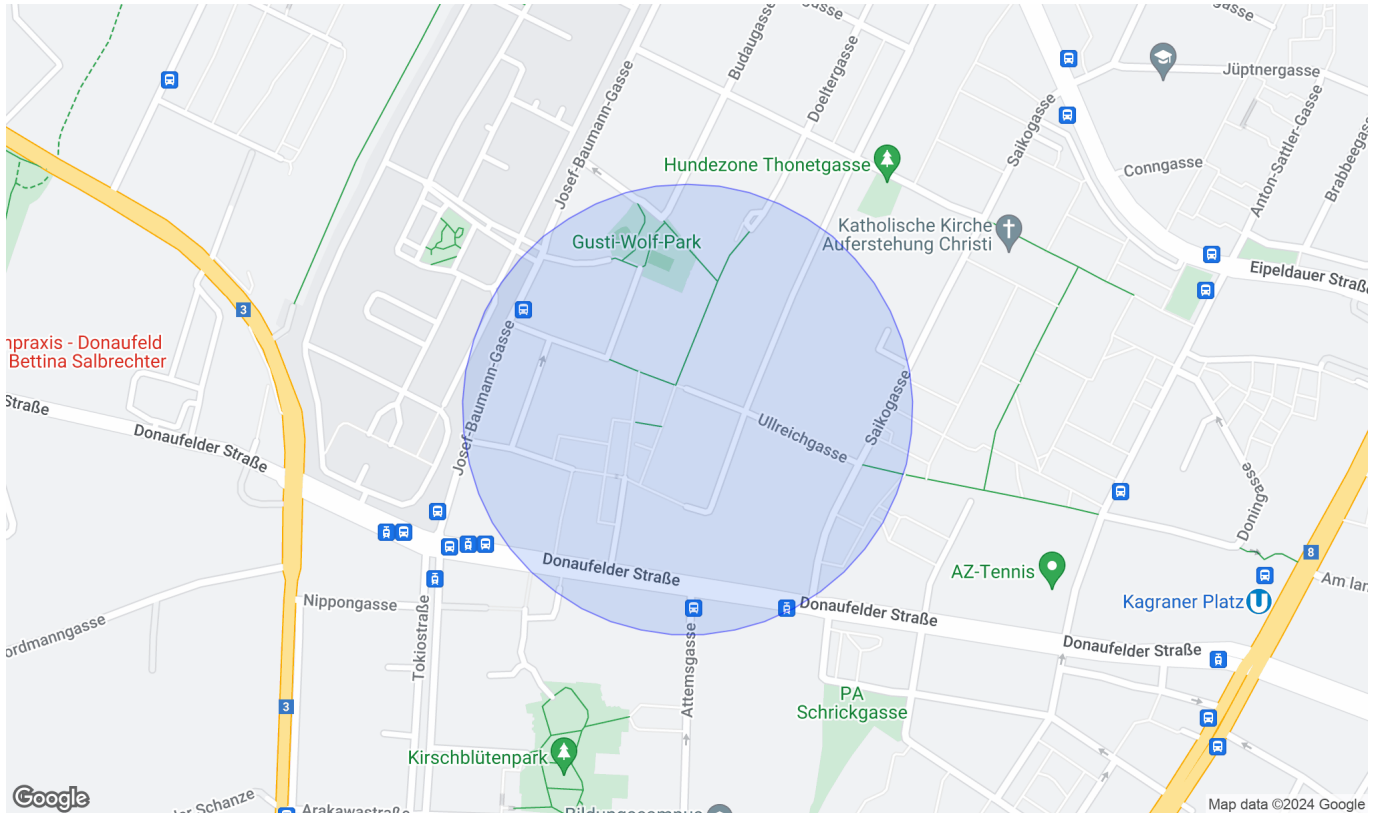 ßgasse
Budaugasse
Doeltergasse
Josef-Baumann-Gasse
Jüptnergasse
Saikogasse
Anton-Sattler-Gasse
Brabbeegasse
Conngasse
Hundezone Thonetgasse
Katholische Kirche
Auferstehung Christi
Gusti-Wolf-Park
Eipeldauer Straße
3
npraxis - Donaufeld
Bettina Salbrechter
Straße
Donaufelder Straße
Josef-Baumann-Gasse
Ullreichgasse
Saikogasse
Doningasse
8
Donaufelder Straße
AZ-Tennis
Am lan
Kagraner Platz
U
Nippongasse
Donaufelder Straße
ordmanngasse
Tokiostraße
Attemsgasse
Donaufelder Straße
3
PA
Schrickgasse
Kirschblütenpark
Google
er Schanze
Arakawastraße
Bildungscampus
Map data ©2024 Google